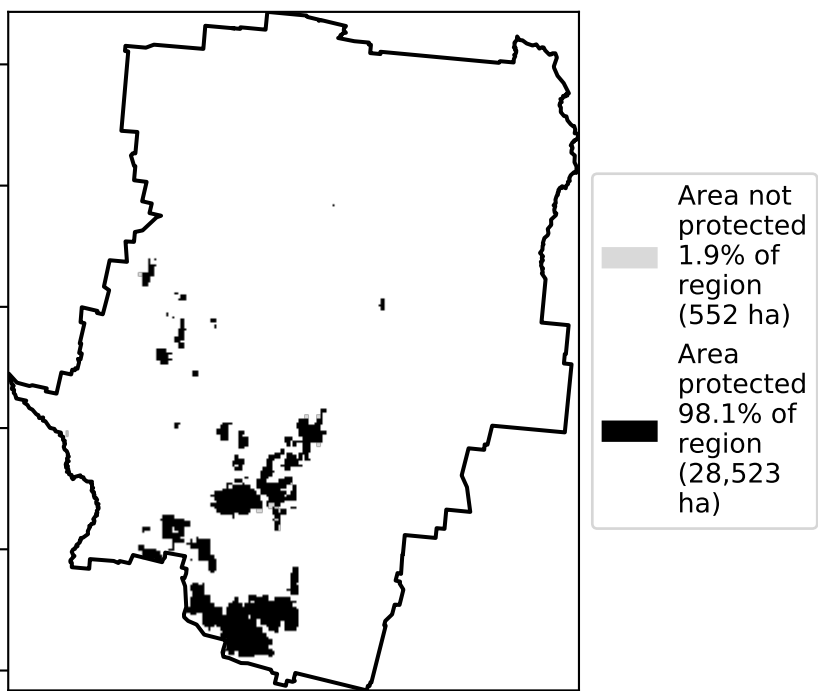 Area not
protected
1.9% of
region
(552 ha)
Area
protected
98.1% of
region
(28,523
ha)